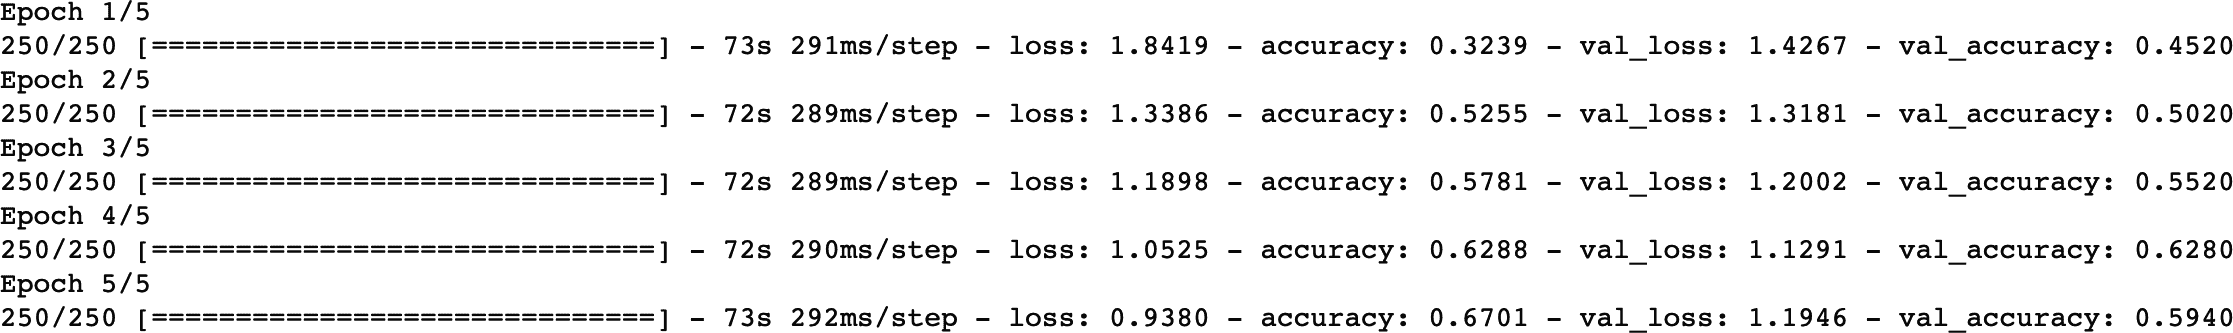 Epoch 1/5
250/250 [==============================] - 73s 291ms/step - loss: 1.8419 - accuracy: 0.3239 - val_loss: 1.4267 - val_accuracy: 0.4520
Epoch 2/5
250/250 [==============================] - 72s 289ms/step - loss: 1.3386 - accuracy: 0.5255 - val_loss: 1.3181 - val_accuracy: 0.5020
Epoch 3/5
250/250 [==============================] - 72s 289ms/step - loss: 1.1898 - accuracy: 0.5781 - val_loss: 1.2002 - val_accuracy: 0.5520
Epoch 4/5
250/250 [==============================] - 72s 290ms/step - loss: 1.0525 - accuracy: 0.6288 - val_loss: 1.1291 - val_accuracy: 0.6280
Epoch 5/5
250/250 [==============================] - 73s 292ms/step - loss: 0.9380 - accuracy: 0.6701 - val_loss: 1.1946 - val_accuracy: 0.5940